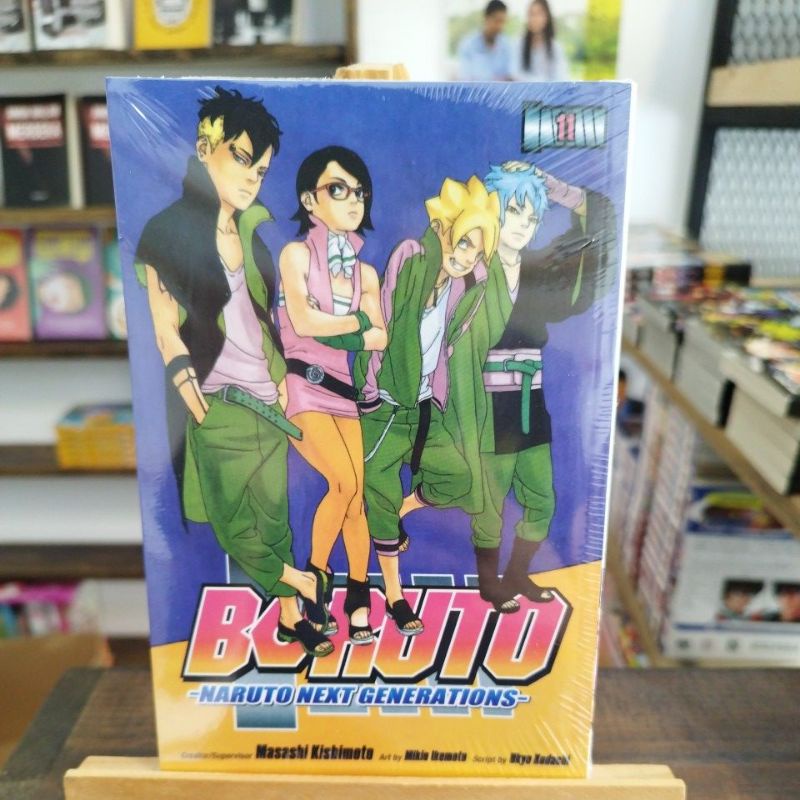 11
BORUTO
-NARUTO NEXT GENERATIONS-
Creator/Supervisor Masashi Kishimoto Art by Mikio Ikemoto Script by Ukyo Kodachi